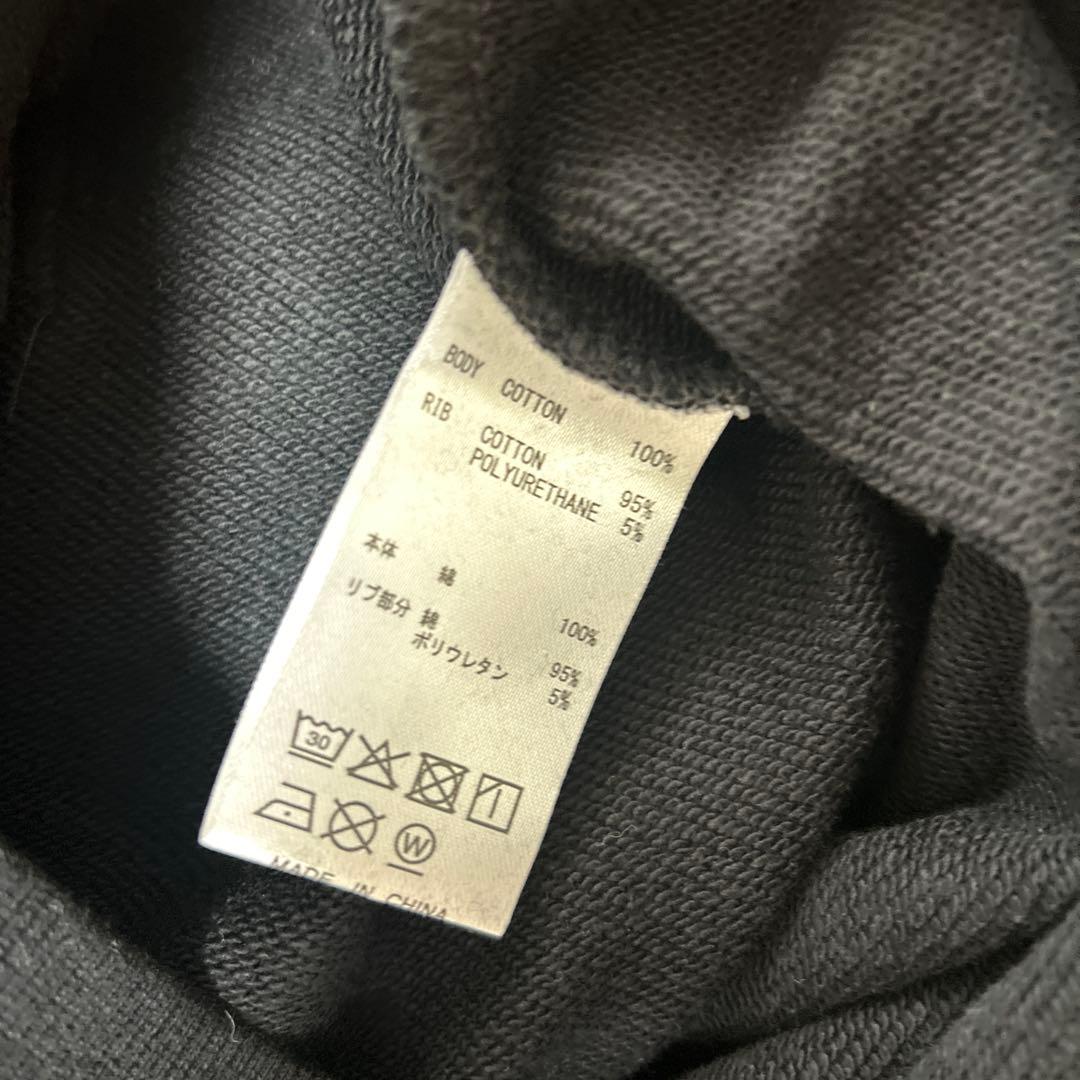 BODY COTTON 100%
RIB COTTON 95%
POLYURETHANE 5%
本体 綿 100%
リブ部分 綿 95%
ポリウレタン 5%
30
W
MADE IN CHINA